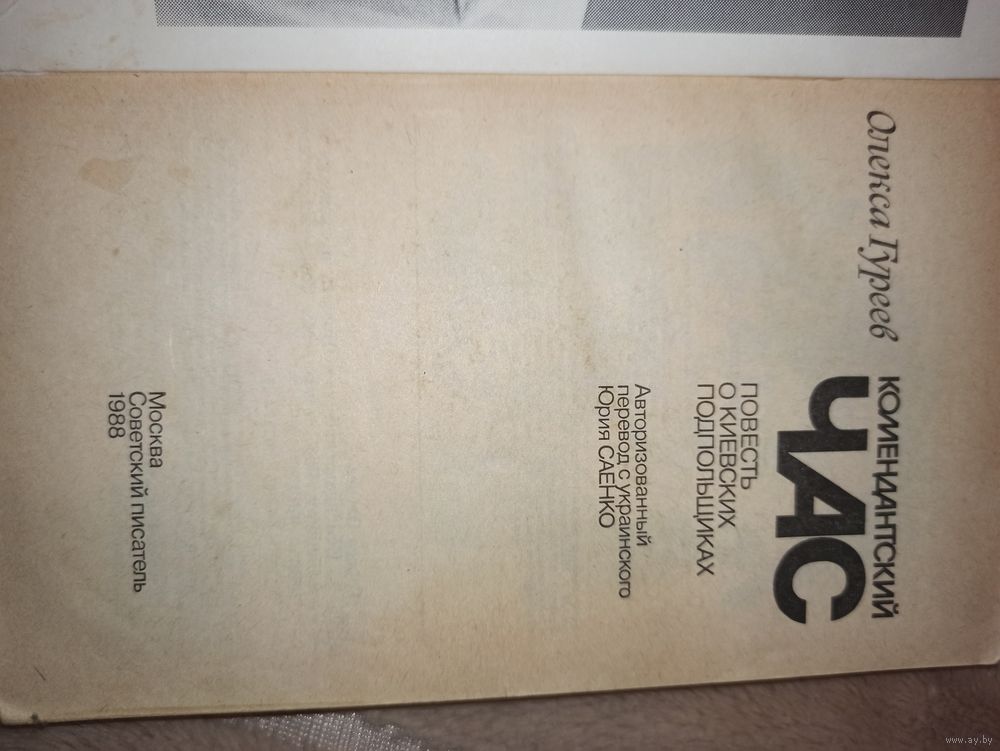 Олекса Гуреев
КОМЕНДАНТСКИЙ
ЧАС
ПОВЕСТЬ
О КИЕВСКИХ
ПОДПОЛЬЩИКАХ
Авторизованный
перевод с украинского
Юрия САЕНКО
Москва
Советский писатель
1988
www.ay.by